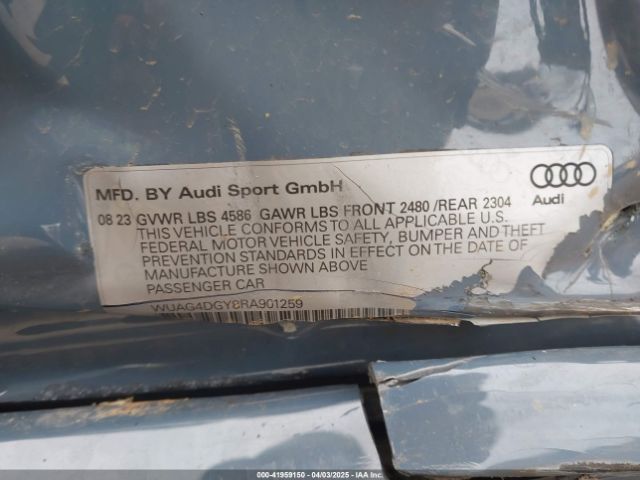 MFD. BY Audi Sport GmbH
08 23 GVWR LBS 4586 GAWR LBS FRONT 2480 /REAR 2304
THIS VEHICLE CONFORMS TO ALL APPLICABLE U.S.
FEDERAL MOTOR VEHICLE SAFETY, BUMPER AND THEFT
PREVENTION STANDARDS IN EFFECT ON THE DATE OF
MANUFACTURE SHOWN ABOVE
PASSENGER CAR
WUAG4DGY8RA901259
Audi
000-41959150 - 04/03/2025 - IAA Inc.